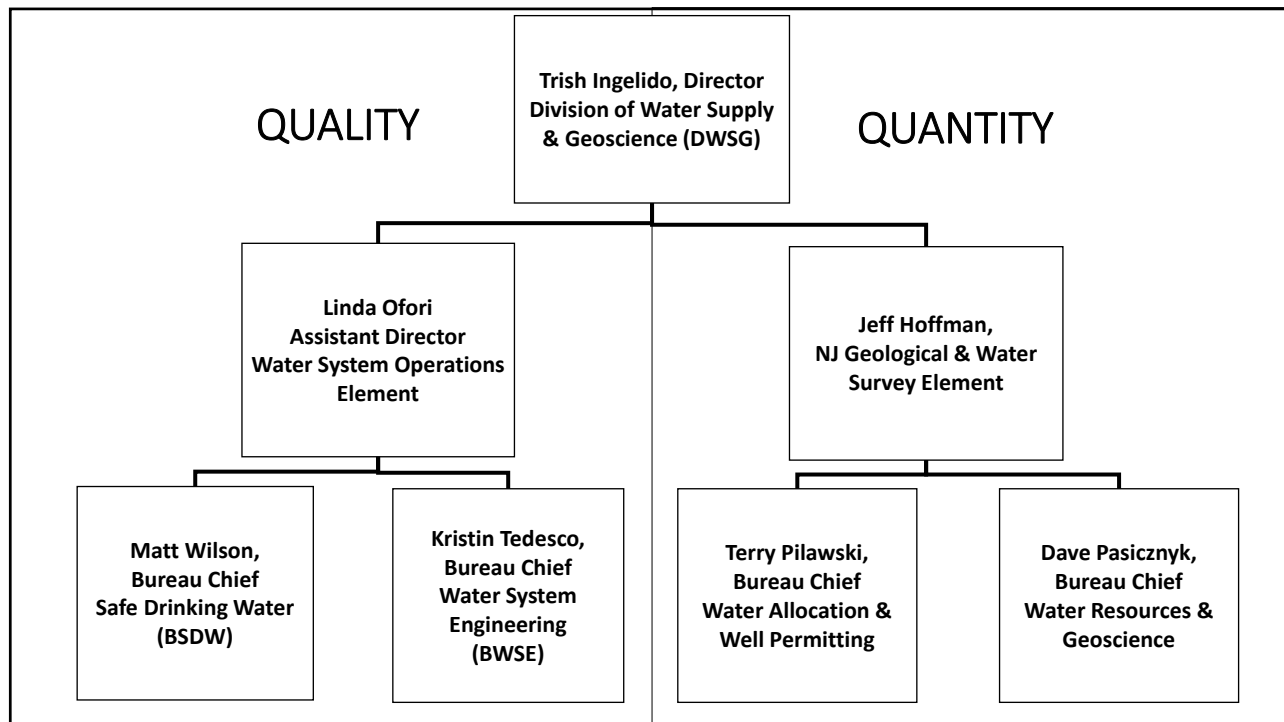 Trish Ingelido, Director
Division of Water Supply
& Geoscience (DWSG)
QUALITY
QUANTITY
Linda Ofori
Assistant Director
Water System Operations
Element
Jeff Hoffman,
NJ Geological & Water
Survey Element
Matt Wilson,
Bureau Chief
Safe Drinking Water
(BSDW)
Kristin Tedesco,
Bureau Chief
Water System
Engineering
(BWSE)
Terry Pilawski,
Bureau Chief
Water Allocation &
Well Permitting
Dave Pasicznyk,
Bureau Chief
Water Resources &
Geoscience